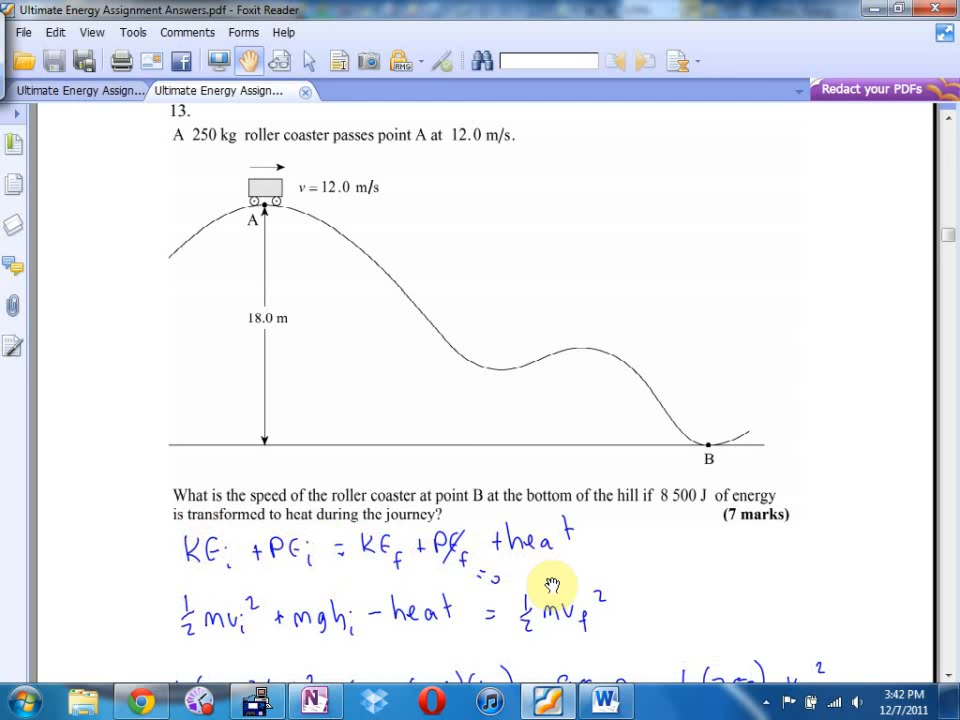 Ultimate Energy Assignment Answers.pdf - Foxit Reader
File Edit View Tools Comments Forms Help
Ultimate Energy Assign... Ultimate Energy Assign... Redact your PDFs
13.
A 250 kg roller coaster passes point A at 12.0 m/s.
v = 12.0 m/s
A
18.0 m
B
What is the speed of the roller coaster at point B at the bottom of the hill if 8 500 J of energy
is transformed to heat during the journey? (7 marks)
KEi + PEi = KEf + PEf + heat
= 0
1/2 mvi² + mghi - heat = 1/2 mvf²
3:42 PM
12/7/2011